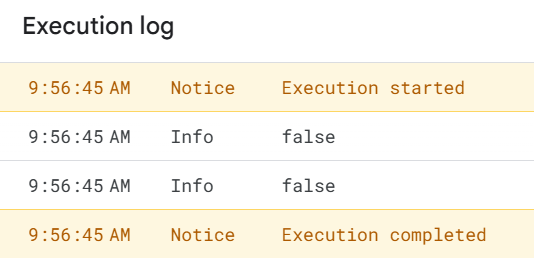 Execution log
9:56:45 AM Notice Execution started
9:56:45 AM Info false
9:56:45 AM Info false
9:56:45 AM Notice Execution completed